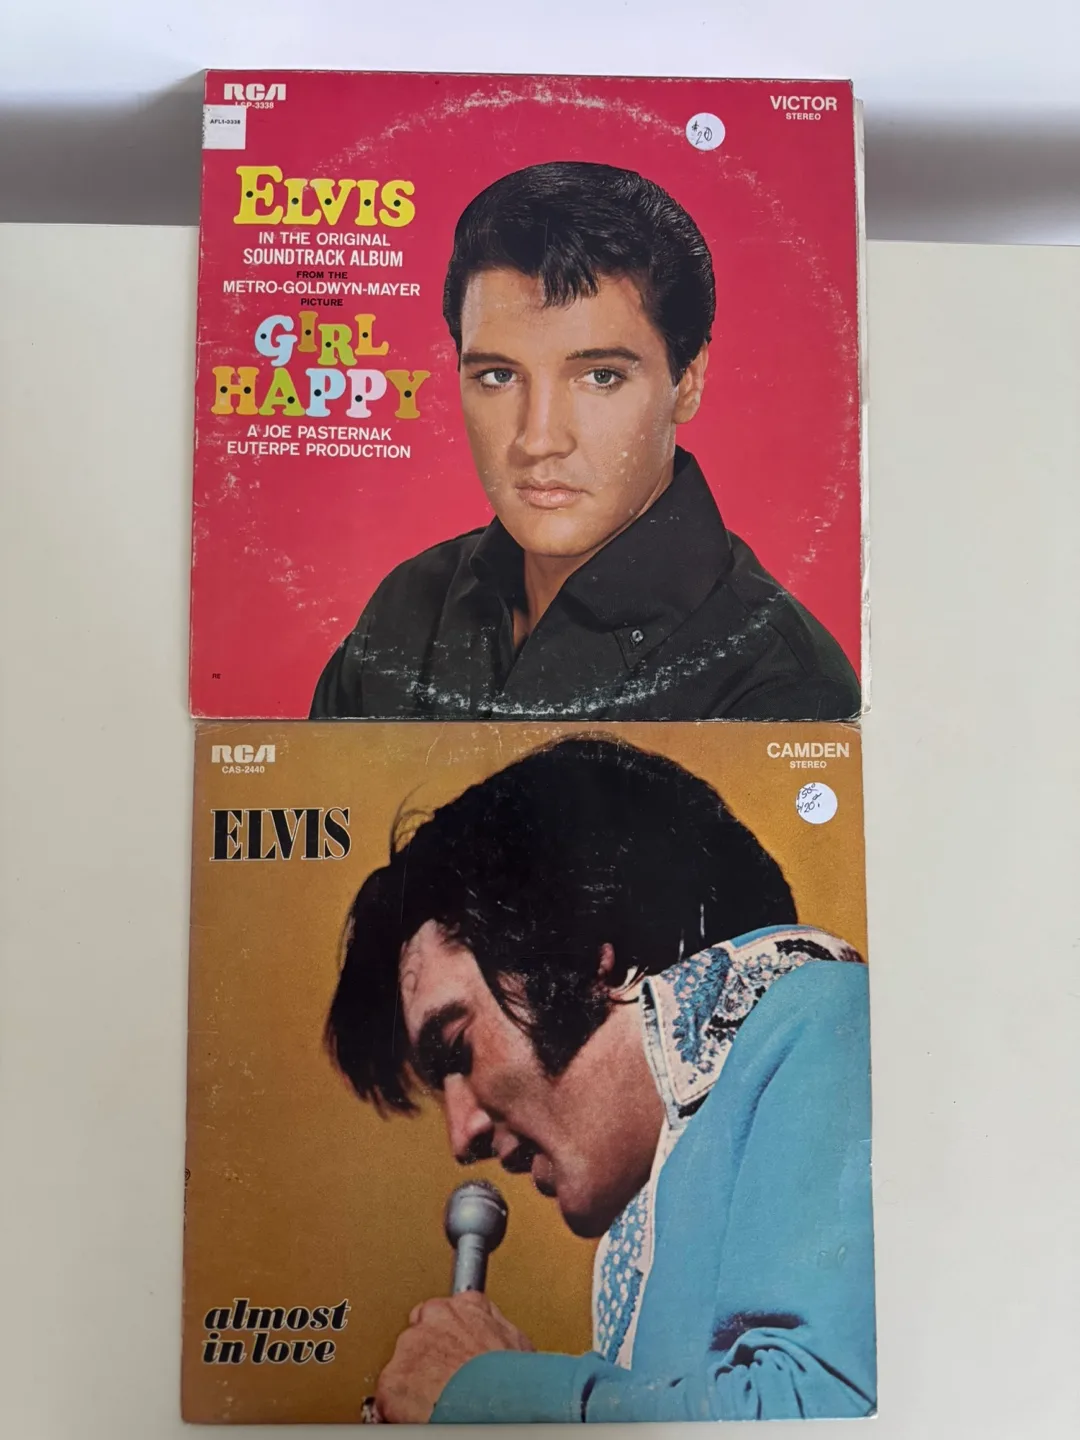 RCA
LSP-3338
AFL1-3338
VICTOR
STEREO
$20
ELVIS
IN THE ORIGINAL
SOUNDTRACK ALBUM
FROM THE
METRO-GOLDWYN-MAYER
PICTURE
GIRL
HAPPY
A JOE PASTERNAK
EUTERPE PRODUCTION
RE
RCA
CAS-2440
CAMDEN
STEREO
ELVIS
almost
in love